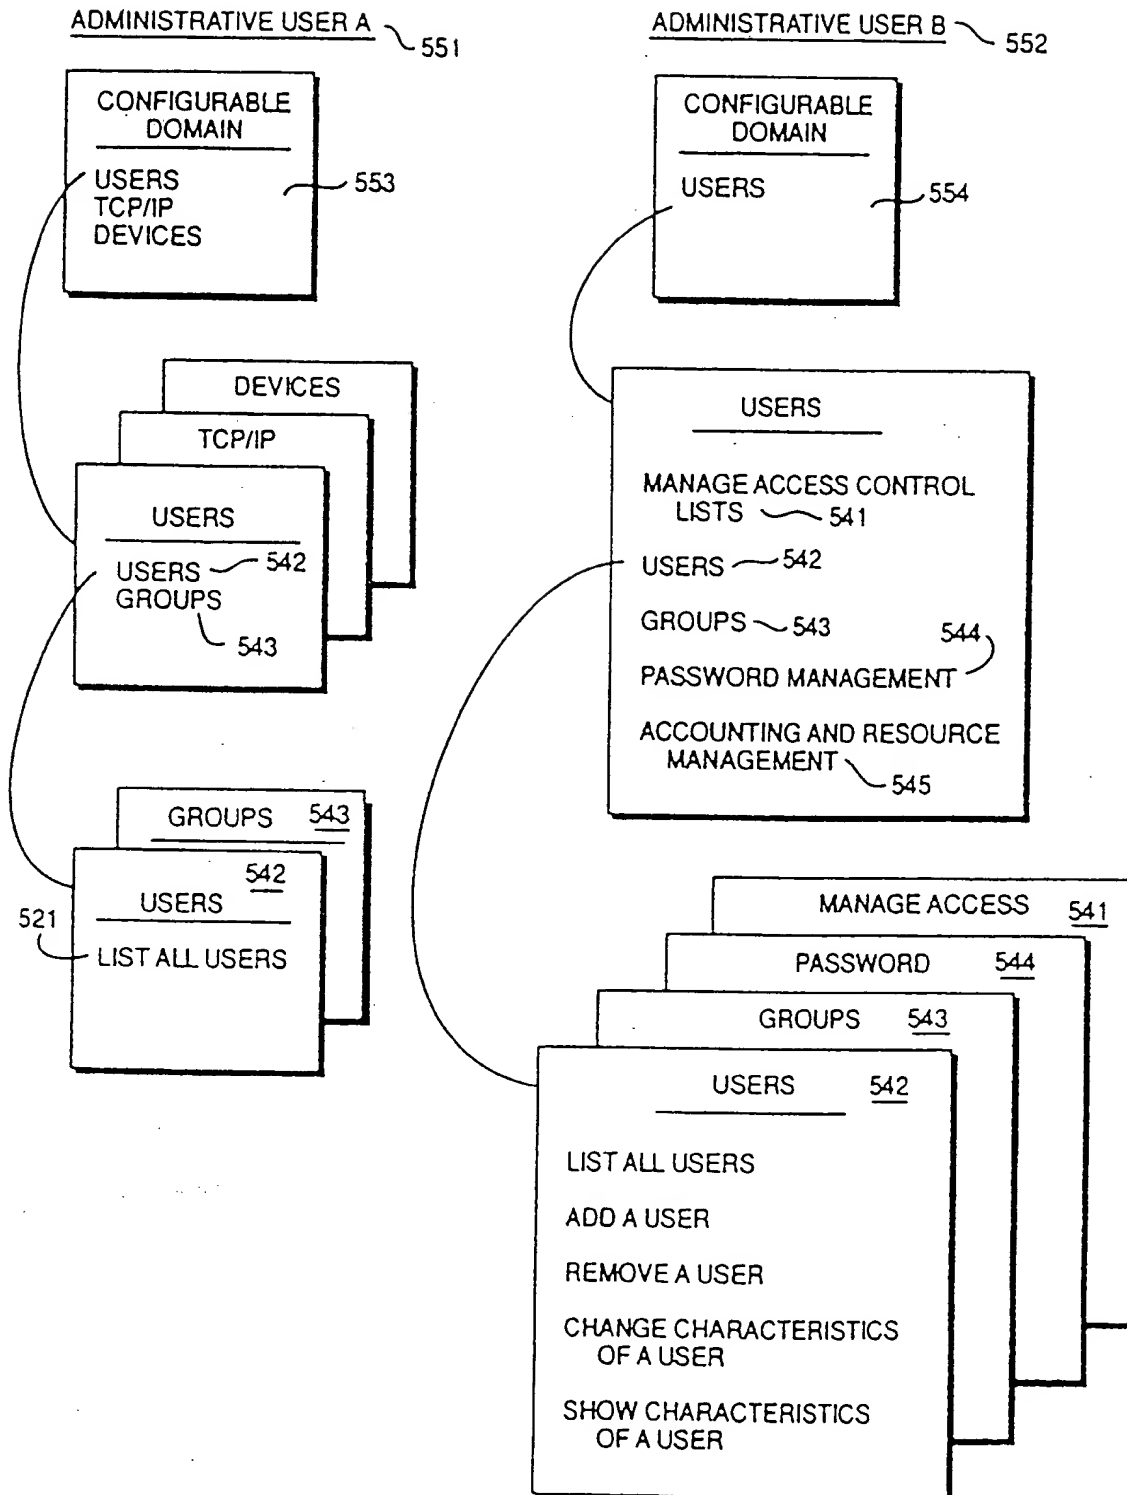 ADMINISTRATIVE USER A
551
CONFIGURABLE
DOMAIN
USERS
TCP/IP
DEVICES
553
DEVICES
TCP/IP
USERS
USERS
542
GROUPS
543
GROUPS 543
542
USERS
521
LIST ALL USERS
ADMINISTRATIVE USER B
552
CONFIGURABLE
DOMAIN
USERS
554
USERS
MANAGE ACCESS CONTROL
LISTS 541
USERS 542
GROUPS 543
544
PASSWORD MANAGEMENT
ACCOUNTING AND RESOURCE
MANAGEMENT 545
MANAGE ACCESS 541
PASSWORD 544
GROUPS 543
USERS 542
LIST ALL USERS
ADD A USER
REMOVE A USER
CHANGE CHARACTERISTICS
OF A USER
SHOW CHARACTERISTICS
OF A USER